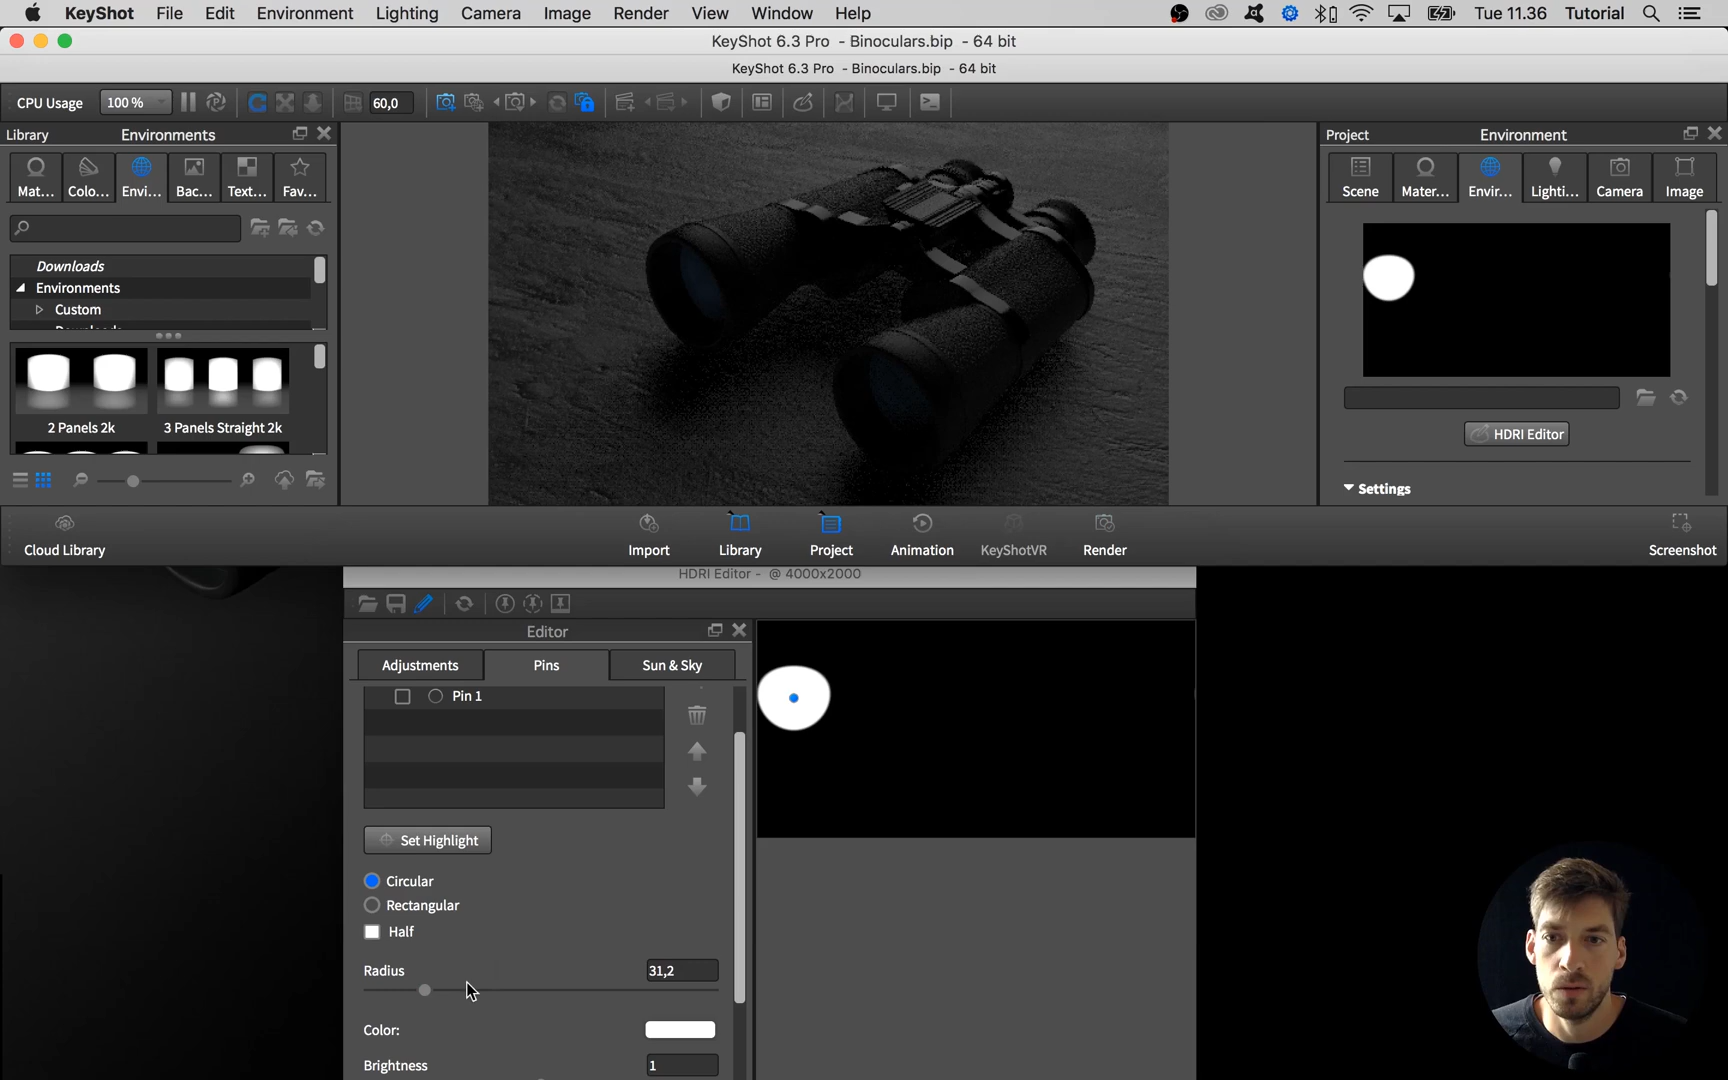 KeyShot File Edit Environment Lighting Camera Image Render View Window Help Tue 11.36 Tutorial
KeyShot 6.3 Pro - Binoculars.bip - 64 bit
KeyShot 6.3 Pro - Binoculars.bip - 64 bit
CPU Usage 100 % 60,0
Library Environments
Project Environment
Mat... Colo... Envi... Bac... Text... Fav...
Scene Mater... Envir... Lighti... Camera Image
Downloads
Environments
Custom
2 Panels 2k 3 Panels Straight 2k
HDRI Editor
Settings
Cloud Library Import Library Project Animation KeyShotVR Render Screenshot
HDRI Editor - @ 4000x2000
Editor
Adjustments Pins Sun & Sky
Pin 1
Set Highlight
Circular
Rectangular
Half
Radius 31,2
Color:
Brightness 1